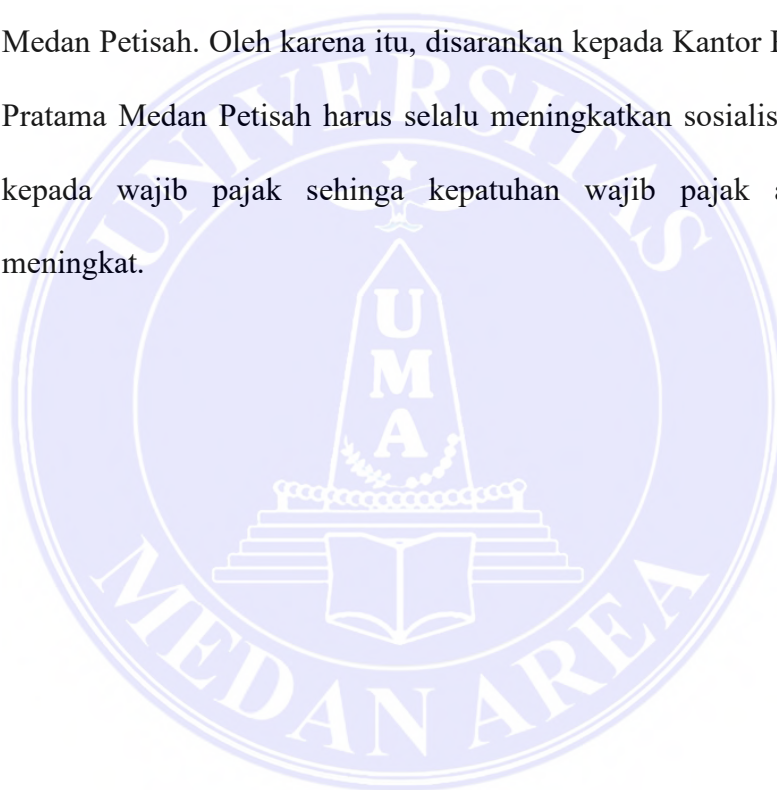 Medan Petisah. Oleh karena itu, disarankan kepada Kantor
Pratama Medan Petisah harus selalu meningkatkan sosialis
kepada wajib pajak sehinga kepatuhan wajib pajak a
meningkat.
UNIVERSITAS
UMA
MEDAN AREA